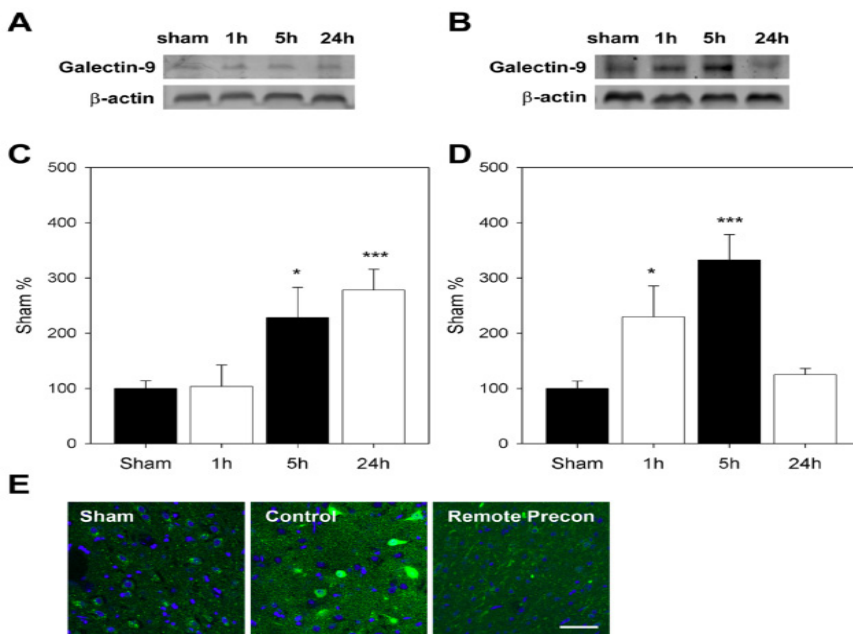 A
sham 1h 5h 24h
Galectin-9
β-actin
B
sham 1h 5h 24h
Galectin-9
β-actin
C
500
400
300
200
100
0
Sham %
*
***
Sham 1h 5h 24h
D
500
400
300
200
100
0
Sham %
*
***
Sham 1h 5h 24h
E
Sham
Control
Remote Precon